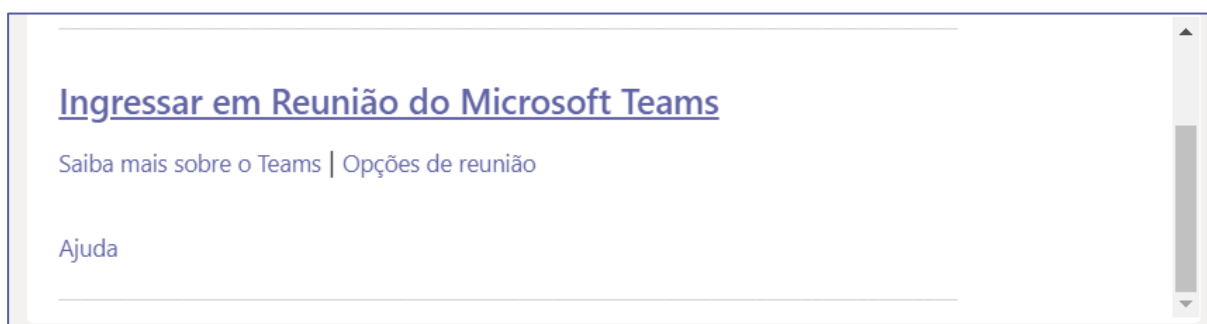 Ingressar em Reunião do Microsoft Teams
Saiba mais sobre o Teams | Opções de reunião
Ajuda